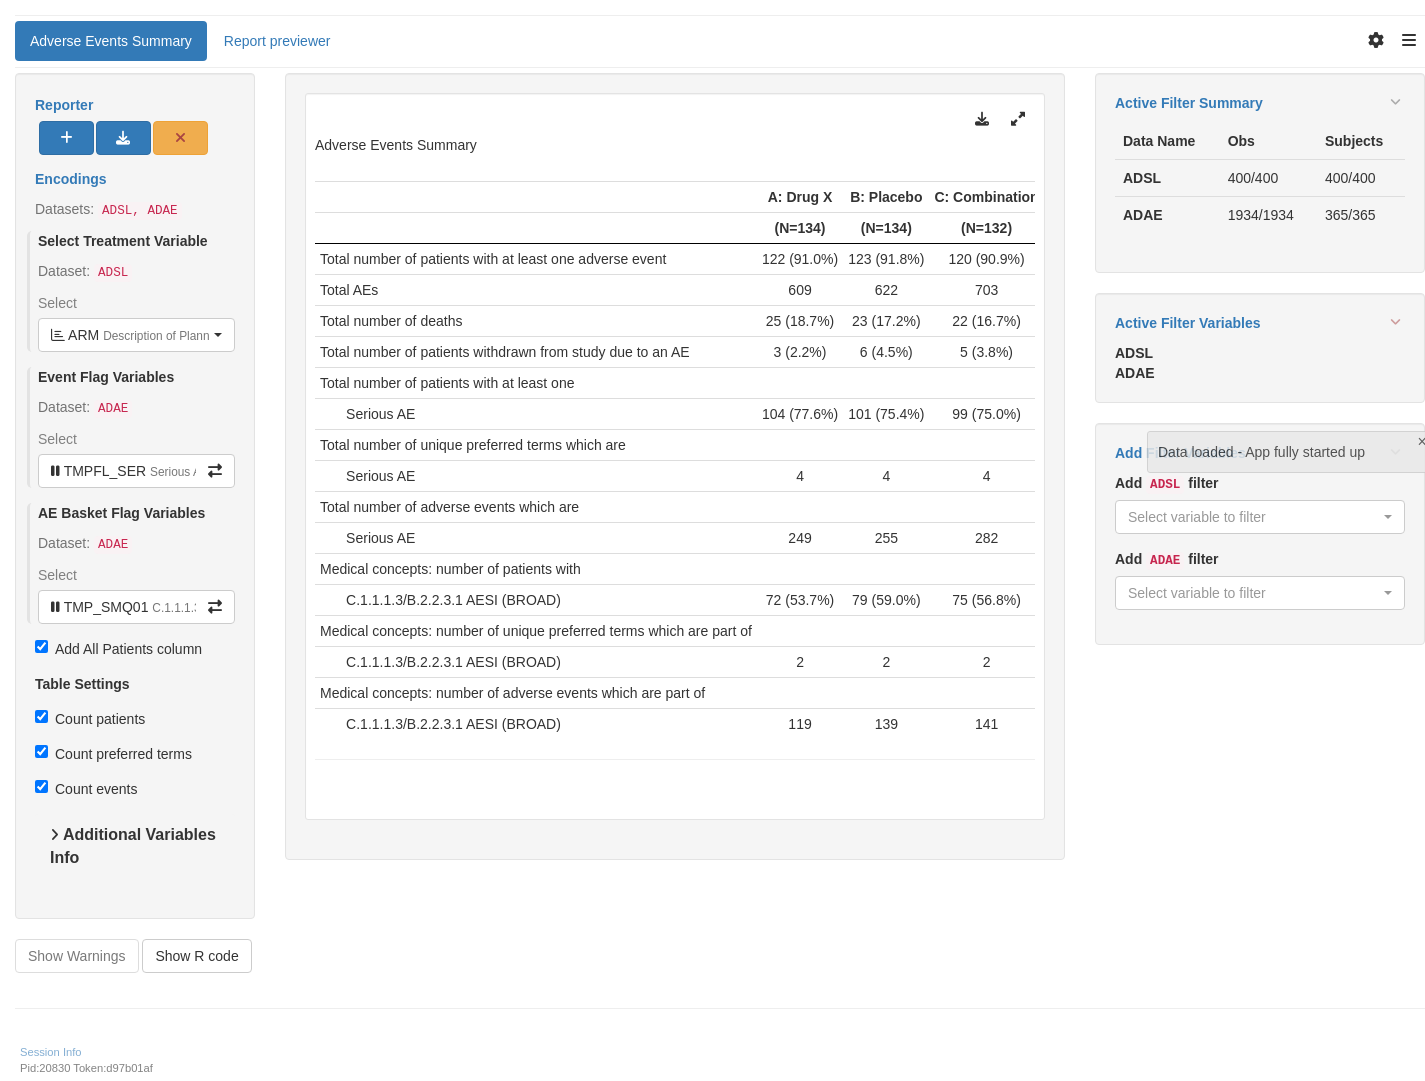 Adverse Events Summary
Report previewer
Reporter
Encodings
Datasets: ADSL, ADAE
Select Treatment Variable
Dataset: ADSL
Select
ARM Description of Plann
Event Flag Variables
Dataset: ADAE
Select
TMPFL_SER Serious A
AE Basket Flag Variables
Dataset: ADAE
Select
TMP_SMQ01 C.1.1.1.3
Add All Patients column
Table Settings
Count patients
Count preferred terms
Count events
Additional Variables
Info
Show Warnings
Show R code
Adverse Events Summary
A: Drug X B: Placebo C: Combination
(N=134) (N=134) (N=132)
Total number of patients with at least one adverse event 122 (91.0%) 123 (91.8%) 120 (90.9%)
Total AEs 609 622 703
Total number of deaths 25 (18.7%) 23 (17.2%) 22 (16.7%)
Total number of patients withdrawn from study due to an AE 3 (2.2%) 6 (4.5%) 5 (3.8%)
Total number of patients with at least one
Serious AE 104 (77.6%) 101 (75.4%) 99 (75.0%)
Total number of unique preferred terms which are
Serious AE 4 4 4
Total number of adverse events which are
Serious AE 249 255 282
Medical concepts: number of patients with
C.1.1.1.3/B.2.2.3.1 AESI (BROAD) 72 (53.7%) 79 (59.0%) 75 (56.8%)
Medical concepts: number of unique preferred terms which are part of
C.1.1.1.3/B.2.2.3.1 AESI (BROAD) 2 2 2
Medical concepts: number of adverse events which are part of
C.1.1.1.3/B.2.2.3.1 AESI (BROAD) 119 139 141
Active Filter Summary
Data Name Obs Subjects
ADSL 400/400 400/400
ADAE 1934/1934 365/365
Active Filter Variables
ADSL
ADAE
Add
Data loaded - App fully started up
Add ADSL filter
Select variable to filter
Add ADAE filter
Select variable to filter
Session Info
Pid:20830 Token:d97b01af